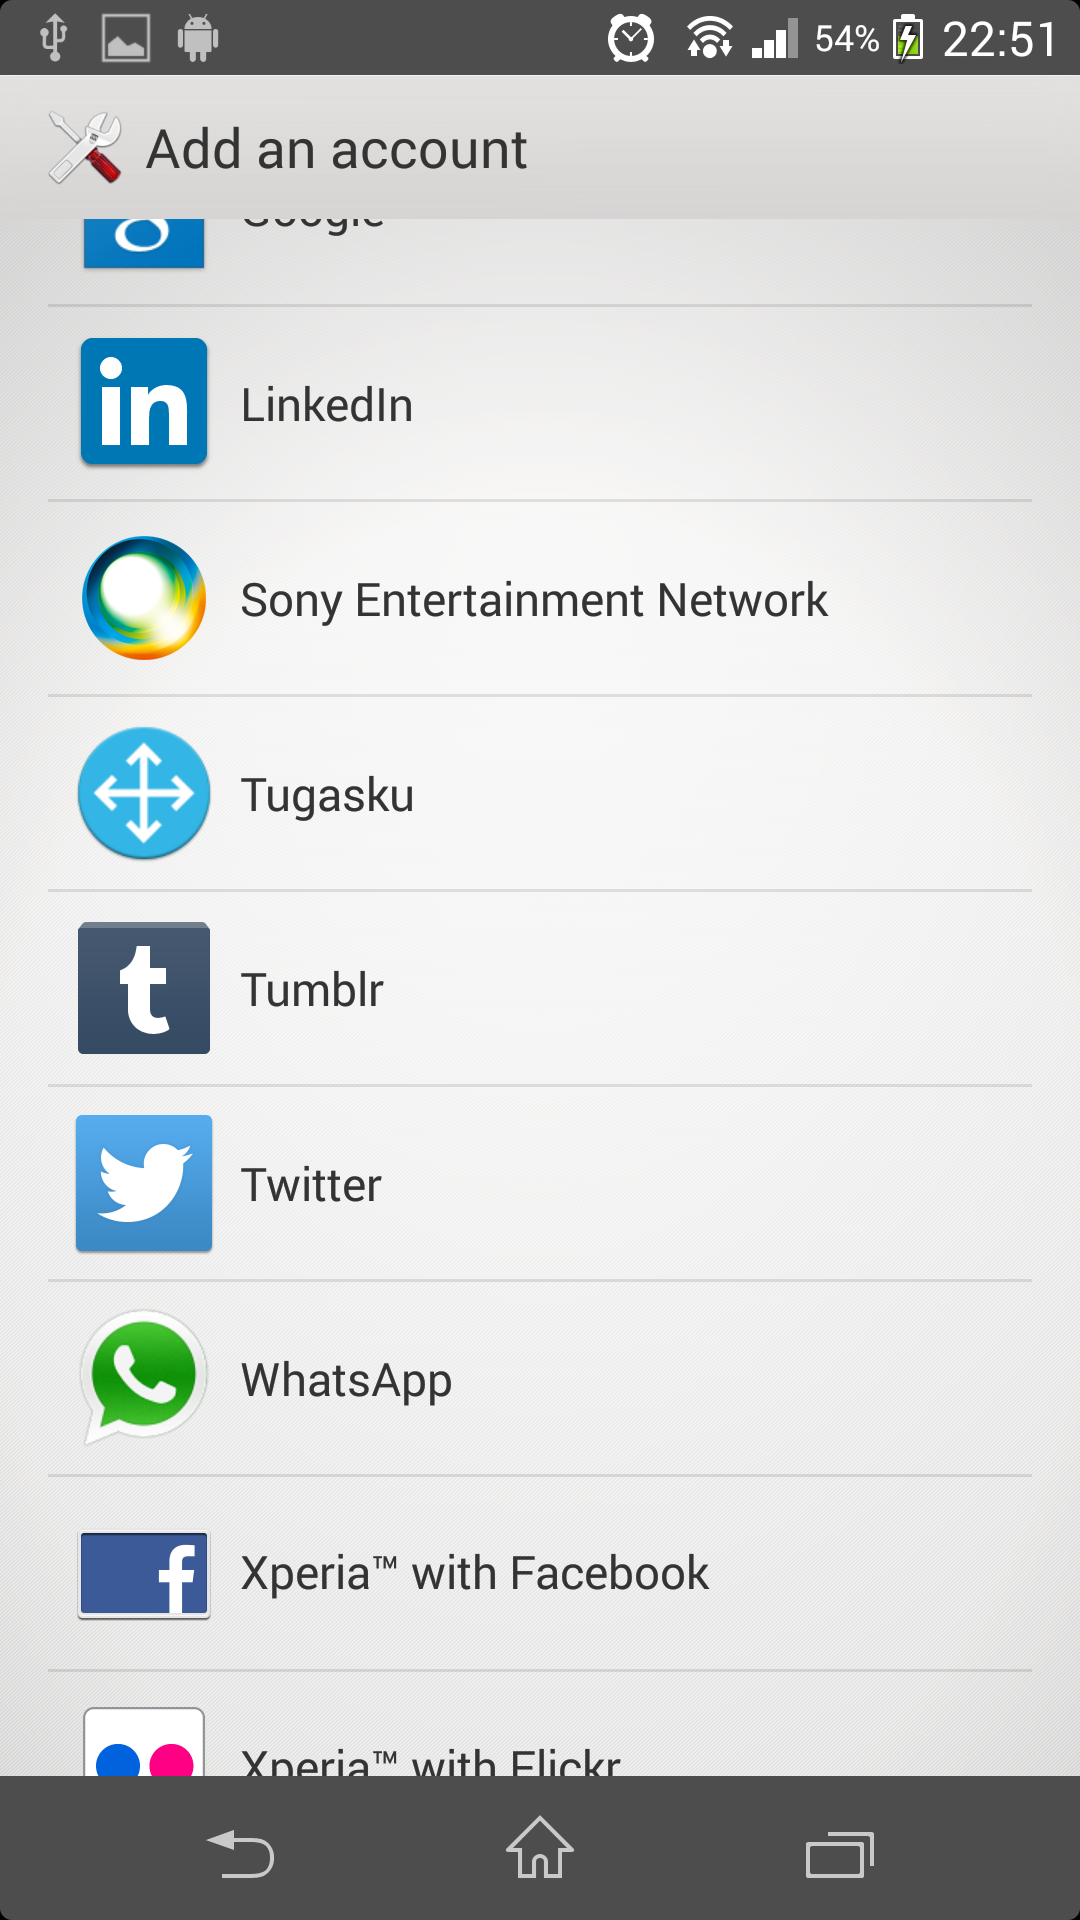 54% 22:51
Add an account
Google
LinkedIn
Sony Entertainment Network
Tugasku
Tumblr
Twitter
WhatsApp
Xperia™ with Facebook
Xperia™ with Flickr